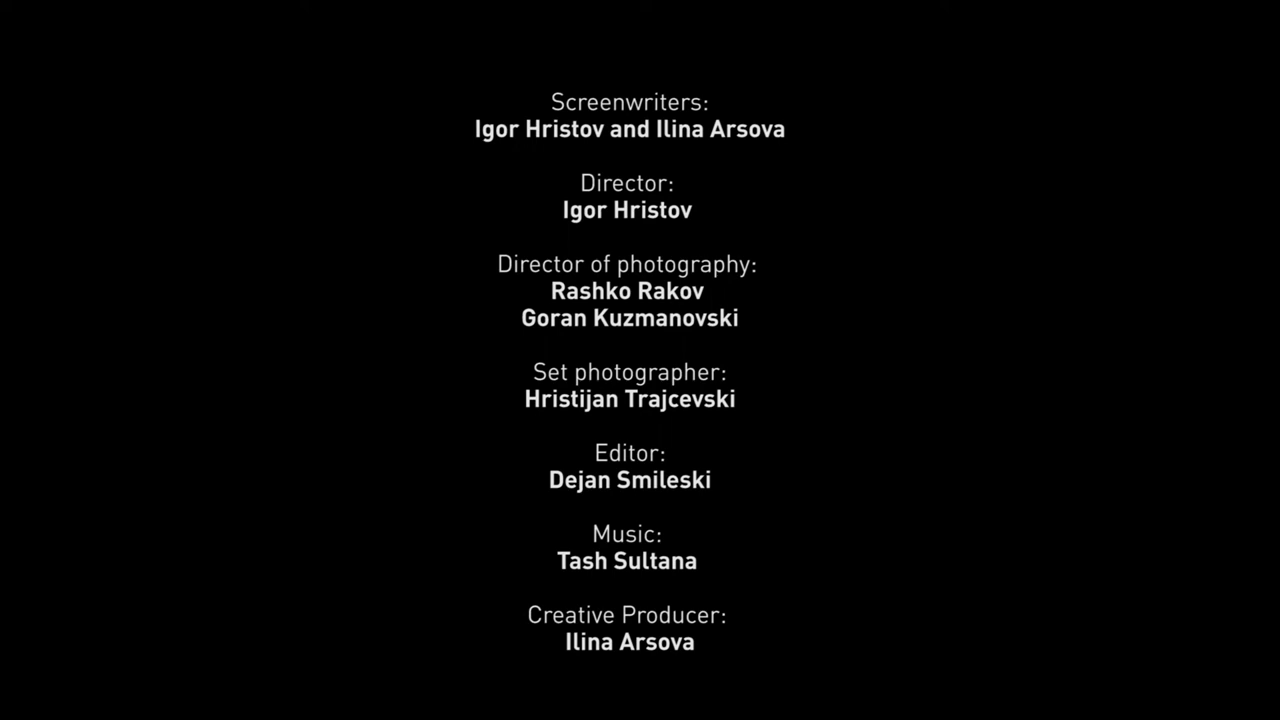 Screenwriters:
Igor Hristov and Ilina Arsova
Director:
Igor Hristov
Director of photography:
Rashko Rakov
Goran Kuzmanovski
Set photographer:
Hristijan Trajcevski
Editor:
Dejan Smileski
Music:
Tash Sultana
Creative Producer:
Ilina Arsova